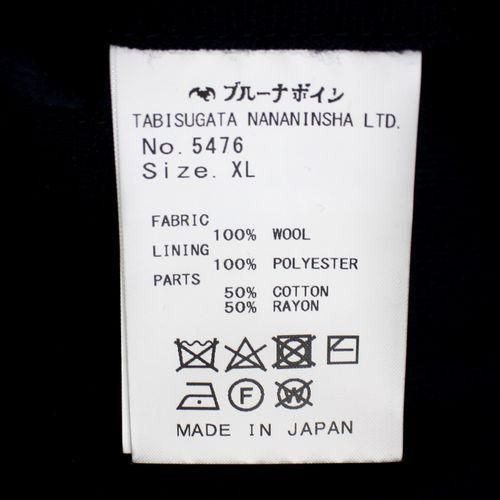 ブルーナボイン
TABISUGATA NANANINSHA LTD.
No. 5476
Size. XL
FABRIC
100% WOOL
LINING
100% POLYESTER
PARTS
50% COTTON
50% RAYON
F W
MADE IN JAPAN